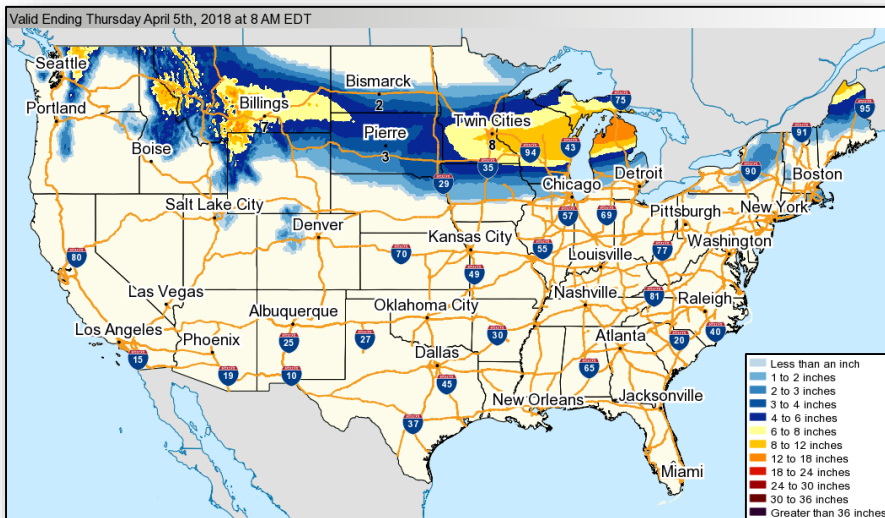 Valid Ending Thursday April 5th, 2018 at 8 AM EDT
Seattle
Portland
Billings
7
Bismarck
2
Pierre
3
Twin Cities
8
75
95
94
43
35
29
Boise
91
90
Boston
Chicago
Detroit
57
69
New York
Pittsburgh
Salt Lake City
Denver
80
70
Kansas City
49
55
Louisville
77
Washington
Las Vegas
Albuquerque
Oklahoma City
Nashville
81
Raleigh
Los Angeles
Phoenix
25
27
30
Atlanta
20
40
15
19
10
Dallas
45
65
37
New Orleans
Jacksonville
Miami
Less than an inch
1 to 2 inches
2 to 3 inches
3 to 4 inches
4 to 6 inches
6 to 8 inches
8 to 12 inches
12 to 18 inches
18 to 24 inches
24 to 30 inches
30 to 36 inches
Greater than 36 inches